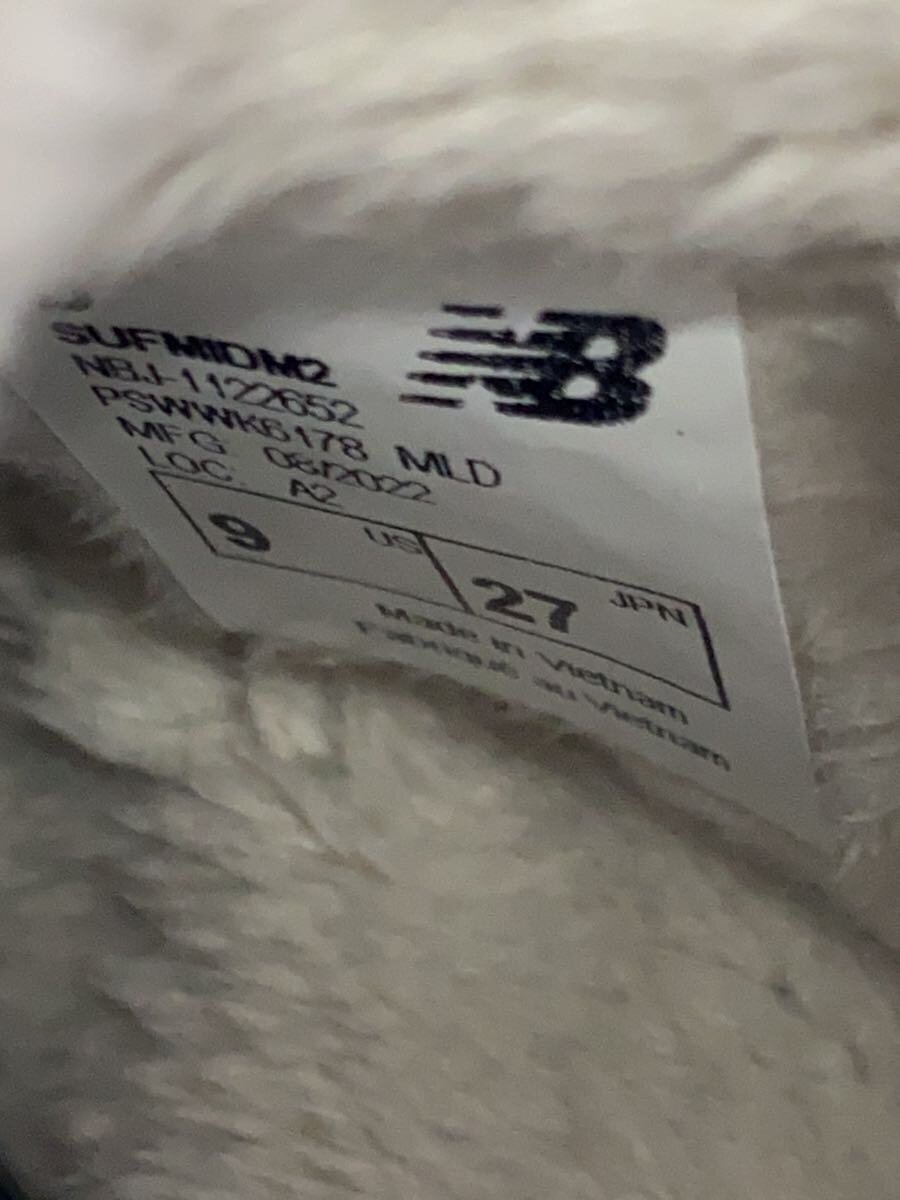 NB
SUFMIDM2
NBJ-1122652
PSWWK6178 MLD
MFG: 08/2022
LOC: A2
9 US 27 JPN
Made in Vietnam
Fabriqué au Vietnam